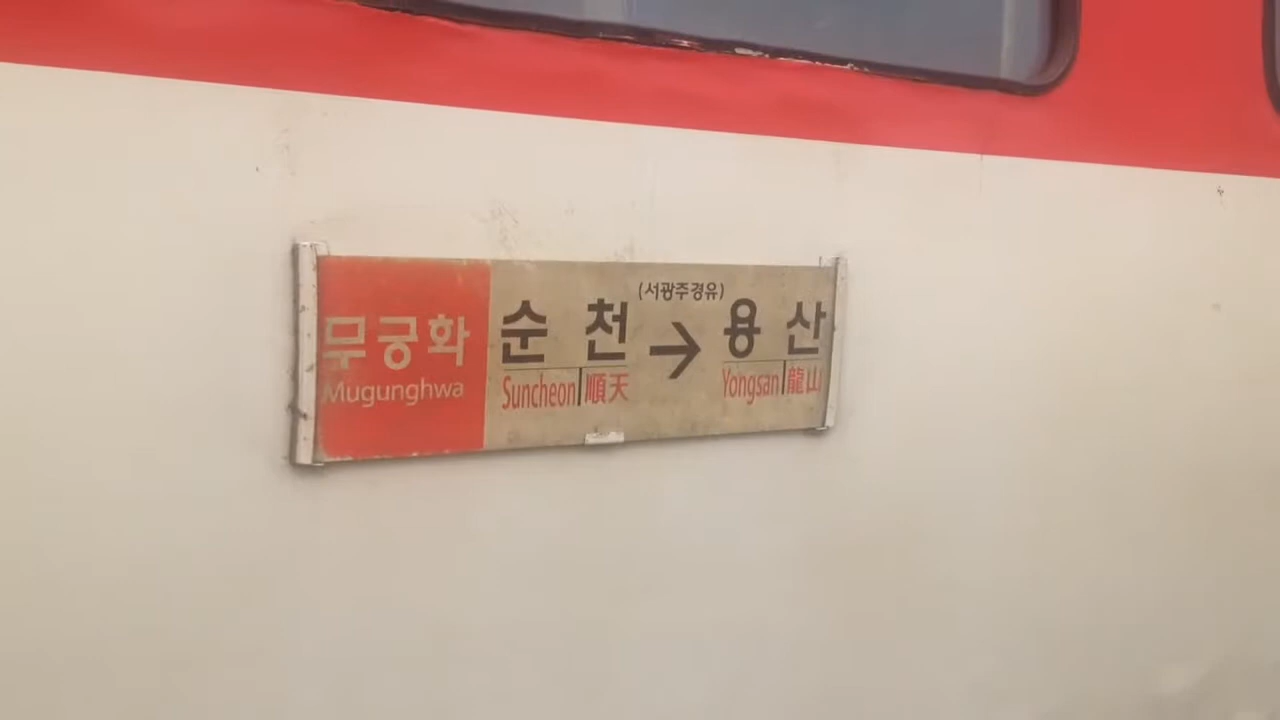 무궁화
Mugunghwa
순천 → 용산
(서광주경유)
Suncheon 順天
Yongsan 龍山